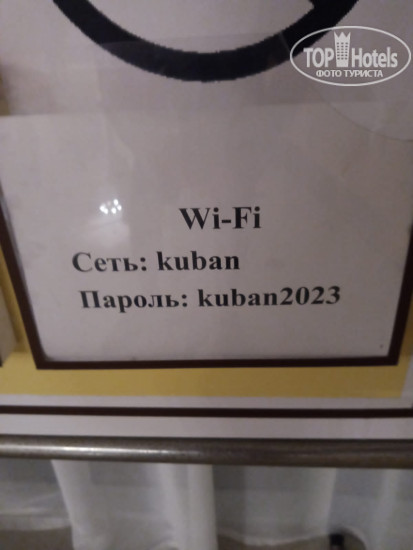 TOP Hotels
ФОТО ТУРИСТА
Wi-Fi
Сеть: kuban
Пароль: kuban2023